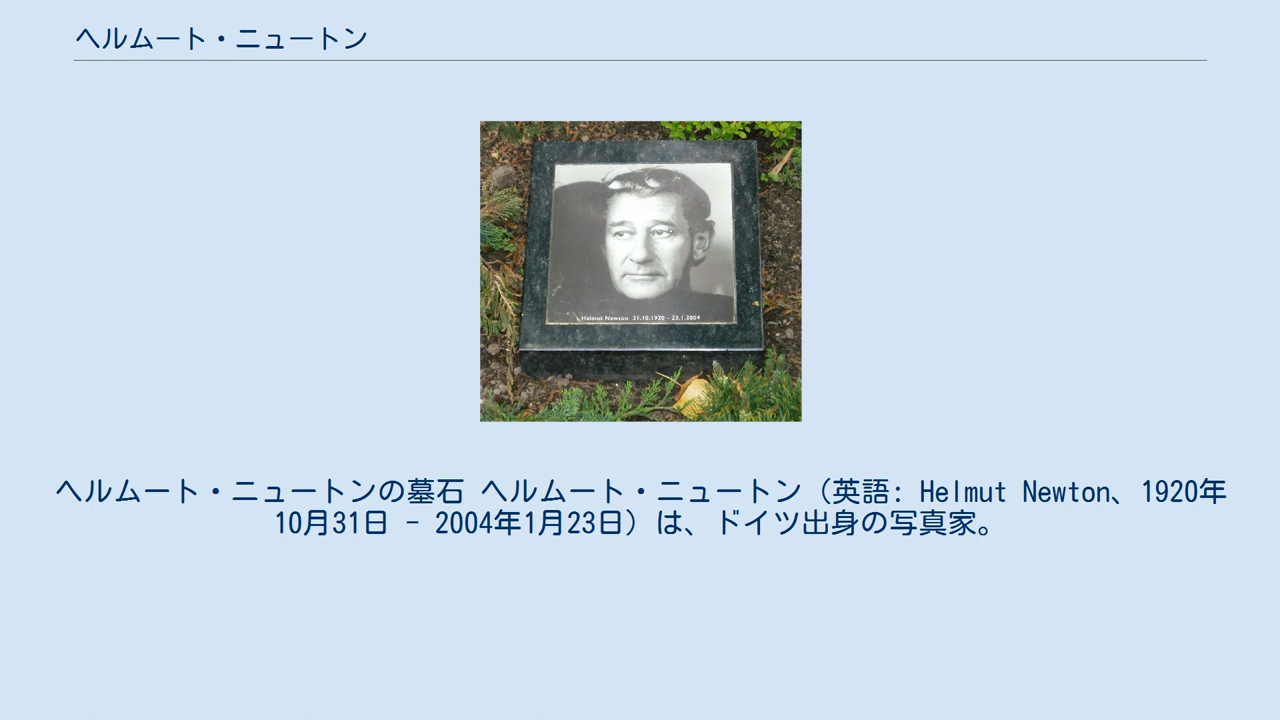 ヘルムート・ニュートン
Helmut Newton 31.10.1920 - 23.1.2004
ヘルムート・ニュートンの墓石 ヘルムート・ニュートン（英語: Helmut Newton、1920年
10月31日 - 2004年1月23日）は、ドイツ出身の写真家。